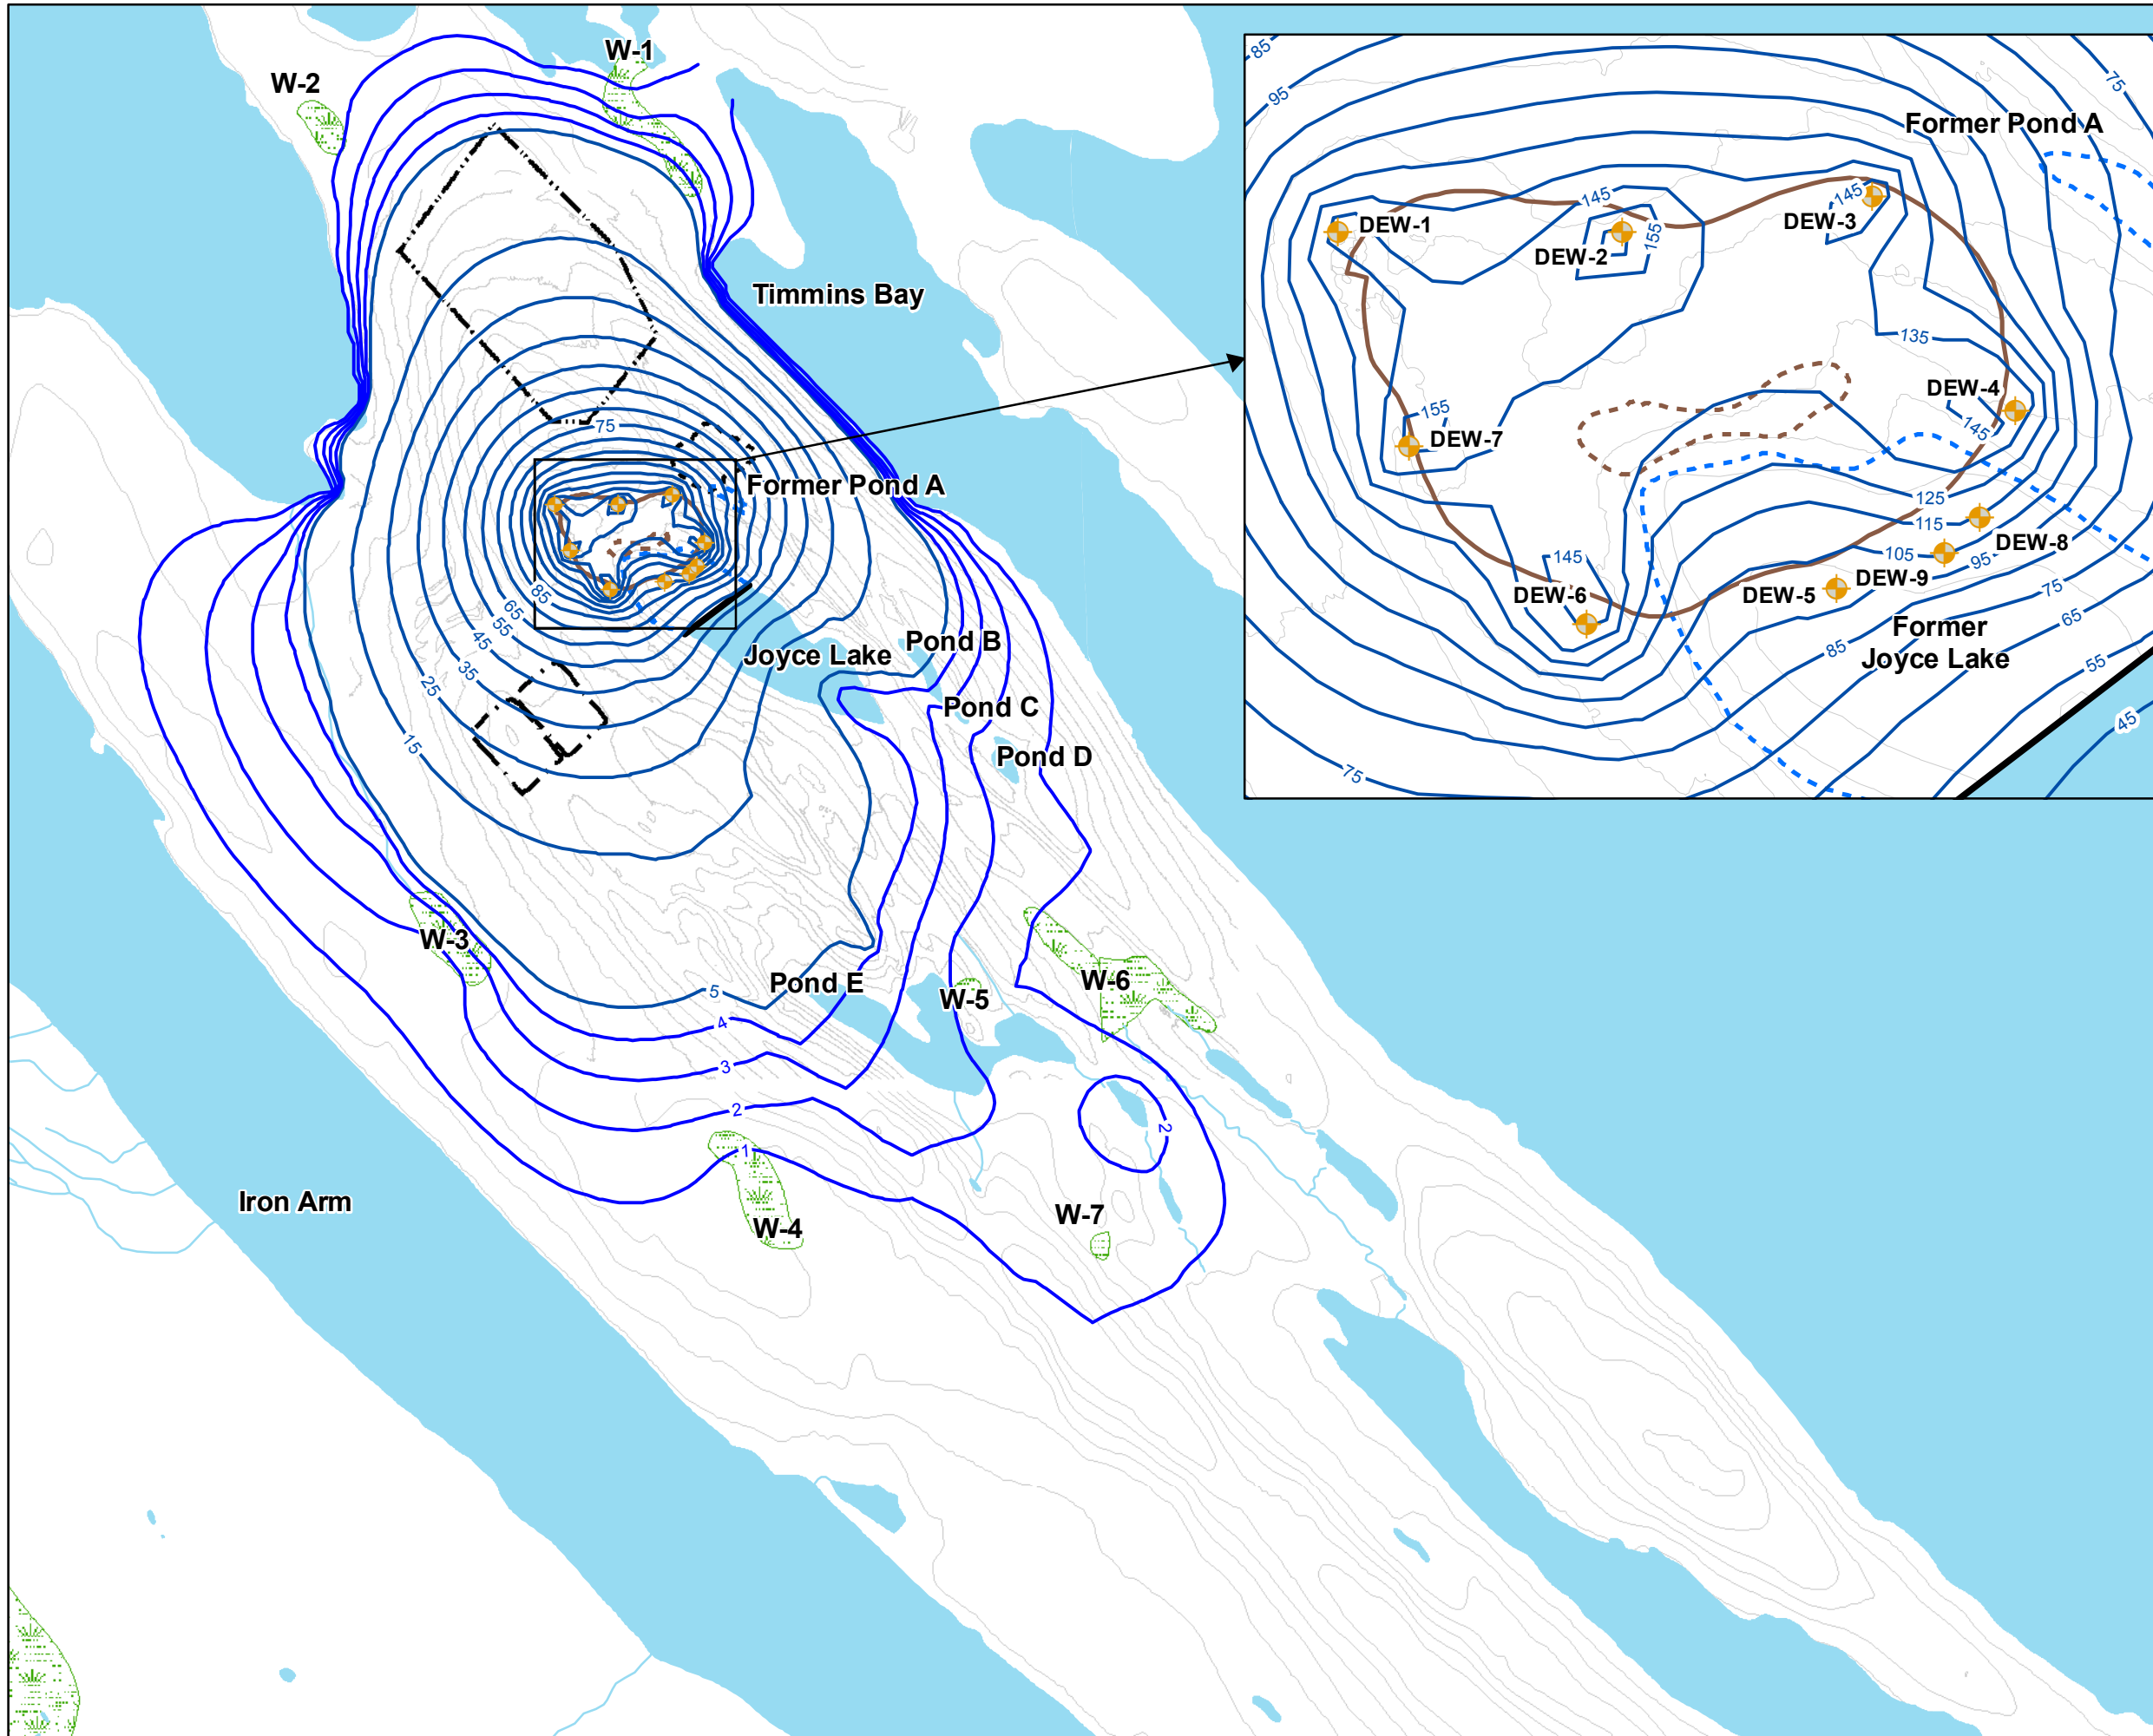 W-1
W-2
Timmins Bay
75
Former Pond A
85
65
55
45
35
25
15
Joyce Lake
Pond B
Pond C
Pond D
W-3
Pond E
5
4
3
2
1
W-5
W-6
2
W-4
W-7
Iron Arm
85
95
75
Former Pond A
145
145
DEW-1
DEW-2
155
DEW-3
135
DEW-4
145
155
DEW-7
125
115
DEW-8
105
95
145
DEW-6
DEW-5
DEW-9
75
65
85
Former
Joyce Lake
55
45
75